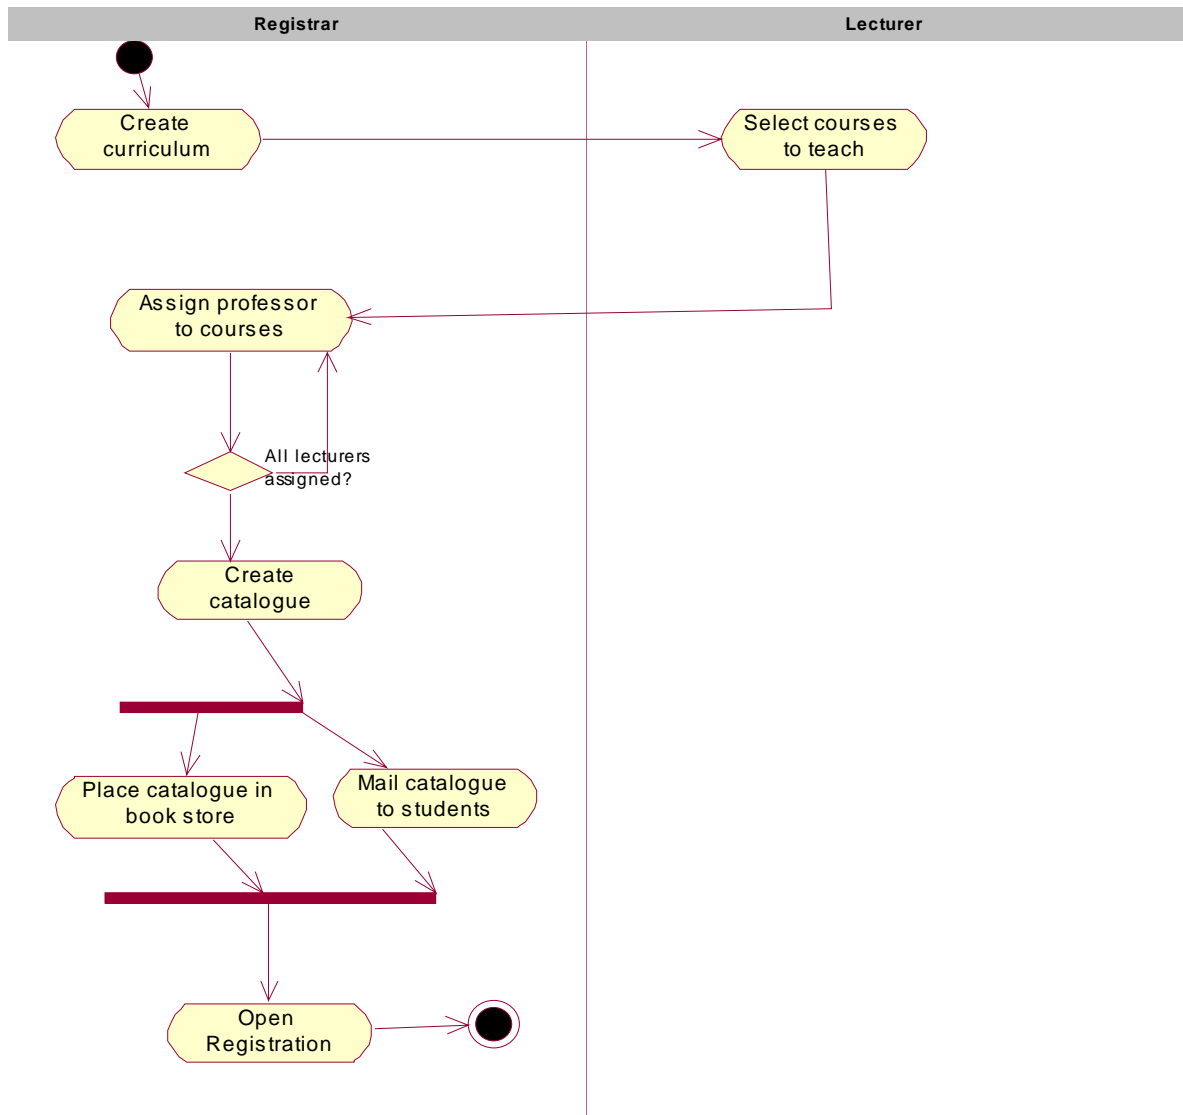 Registrar
Lecturer
Create
curriculum
Select courses
to teach
Assign professor
to courses
All lecturers
assigned?
Create
catalogue
Place catalogue in
book store
Mail catalogue
to students
Open
Registration